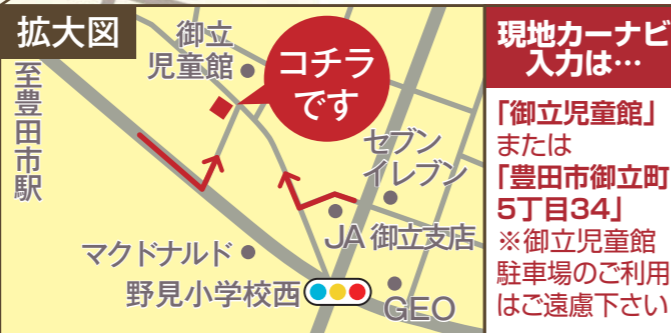 拡大図
至豊田市駅
御立
児童館
コチラ
です
セブン
イレブン
JA 御立支店
マクドナルド
野見小学校西
GEO
現地カーナビ
入力は…
「御立児童館」
または
「豊田市御立町
5丁目34」
※御立児童館
駐車場のご利用
はご遠慮下さい